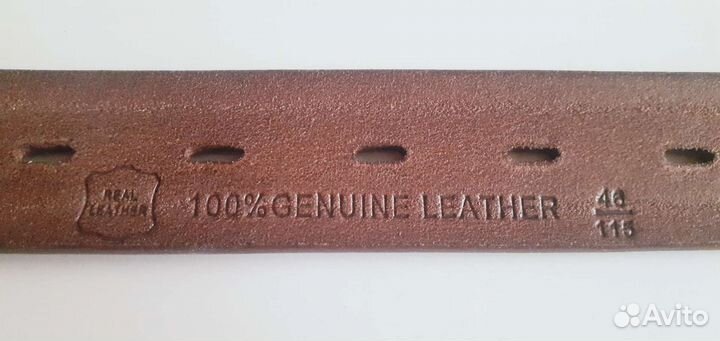 REAL
LEATHER
100% GENUINE LEATHER
46
115
Avito